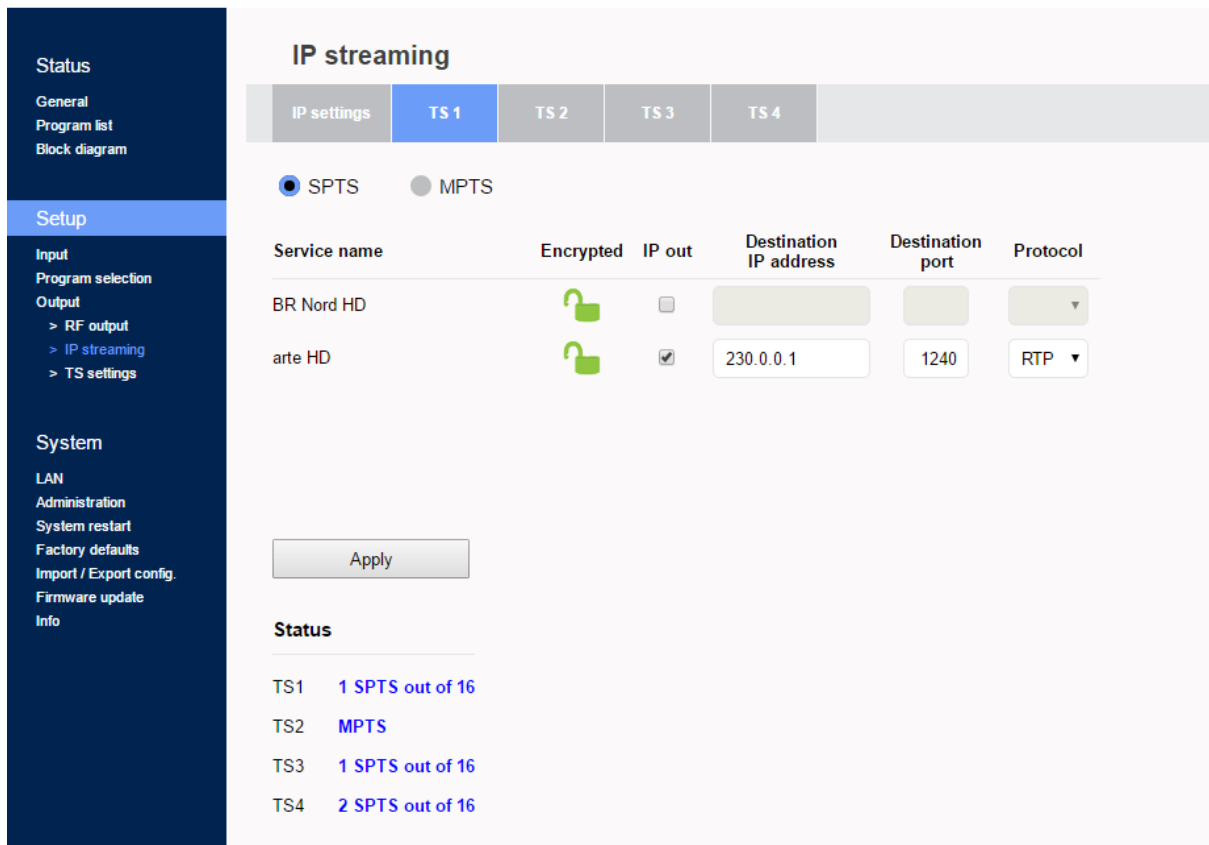 Status
General
Program list
Block diagram
Setup
Input
Program selection
Output
> RF output
> IP streaming
> TS settings
System
LAN
Administration
System restart
Factory defaults
Import / Export config.
Firmware update
Info
IP streaming
IP settings TS 1 TS 2 TS 3 TS 4
SPTS MPTS
Service name Encrypted IP out Destination IP address Destination port Protocol
BR Nord HD
arte HD 230.0.0.1 1240 RTP
Apply
Status
TS1 1 SPTS out of 16
TS2 MPTS
TS3 1 SPTS out of 16
TS4 2 SPTS out of 16